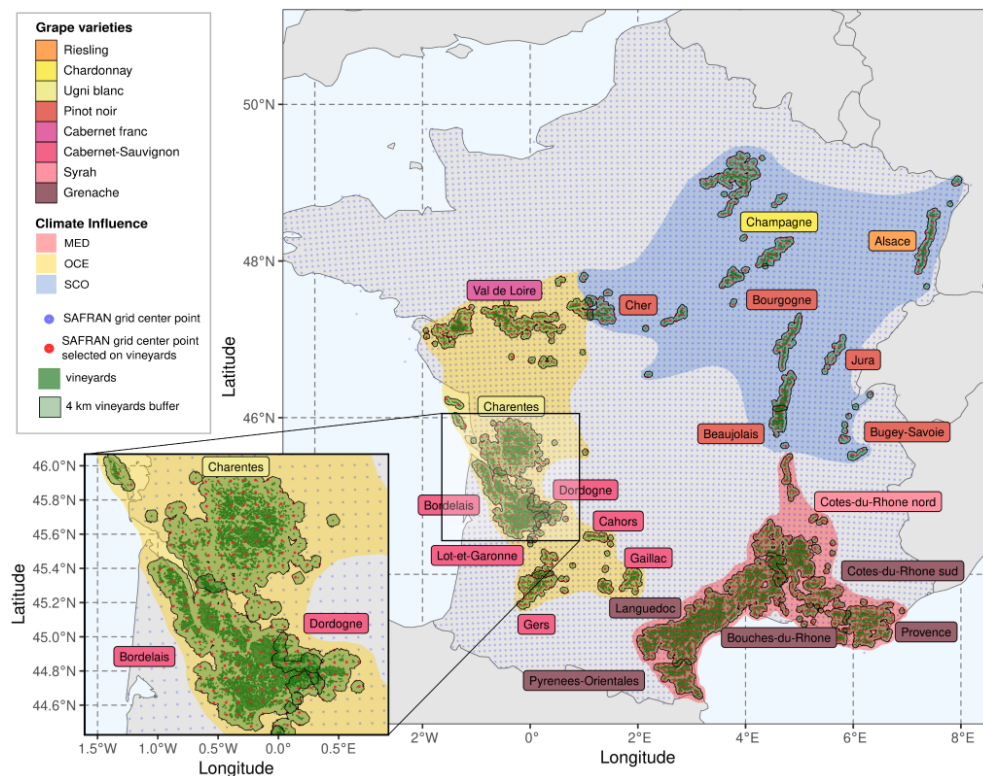 Grape varieties
Riesling
Chardonnay
Ugni blanc
Pinot noir
Cabernet franc
Cabernet-Sauvignon
Syrah
Grenache
Climate Influence
MED
OCE
SCO
SAFRAN grid center point
SAFRAN grid center point
selected on vineyards
vineyards
4 km vineyards buffer
50°N
48°N
46°N
44°N
Latitude
Champagne
Alsace
Val de Loire
Cher
Bourgogne
Jura
Charentes
Beaujolais
Bugey-Savoie
Bordelais
Dordogne
Cotes-du-Rhone nord
Cahors
Lot-et-Garonne
Gaillac
Cotes-du-Rhone sud
Languedoc
Gers
Bouches-du-Rhone
Provence
Pyrenees-Orientales
2°W
0°
4°E
6°E
8°E
Longitude
46.0°N
45.8°N
45.6°N
45.4°N
45.2°N
45.0°N
44.8°N
44.6°N
Latitude
Charentes
Dordogne
Bordelais
1.5°W
1.0°W
0.5°W
0.0°
0.5°E
Longitude